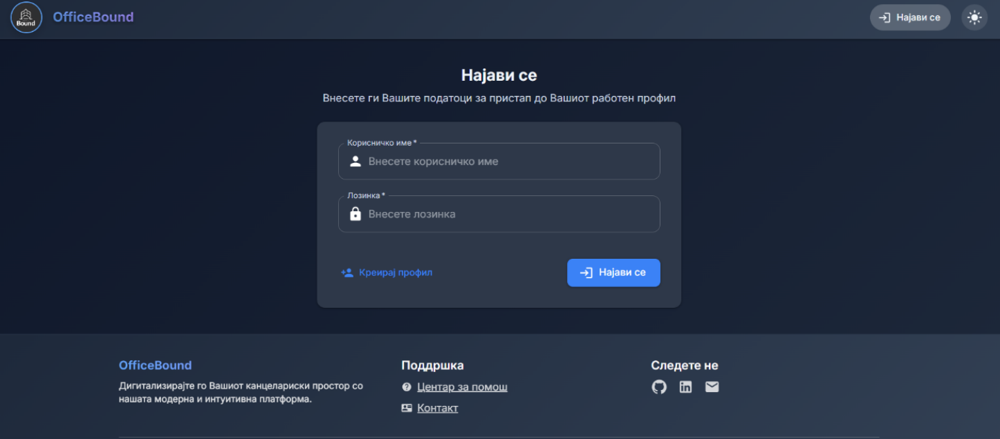 Bound
OfficeBound
Најави се
Најави се
Внесете ги Вашите податоци за пристап до Вашиот работен профил
Корисничко име *
Внесете корисничко име
Лозинка *
Внесете лозинка
Креирај профил
Најави се
OfficeBound
Дигитализирајте го Вашиот канцелариски простор со
нашата модерна и интуитивна платформа.
Поддршка
Центар за помош
Контакт
Следете не